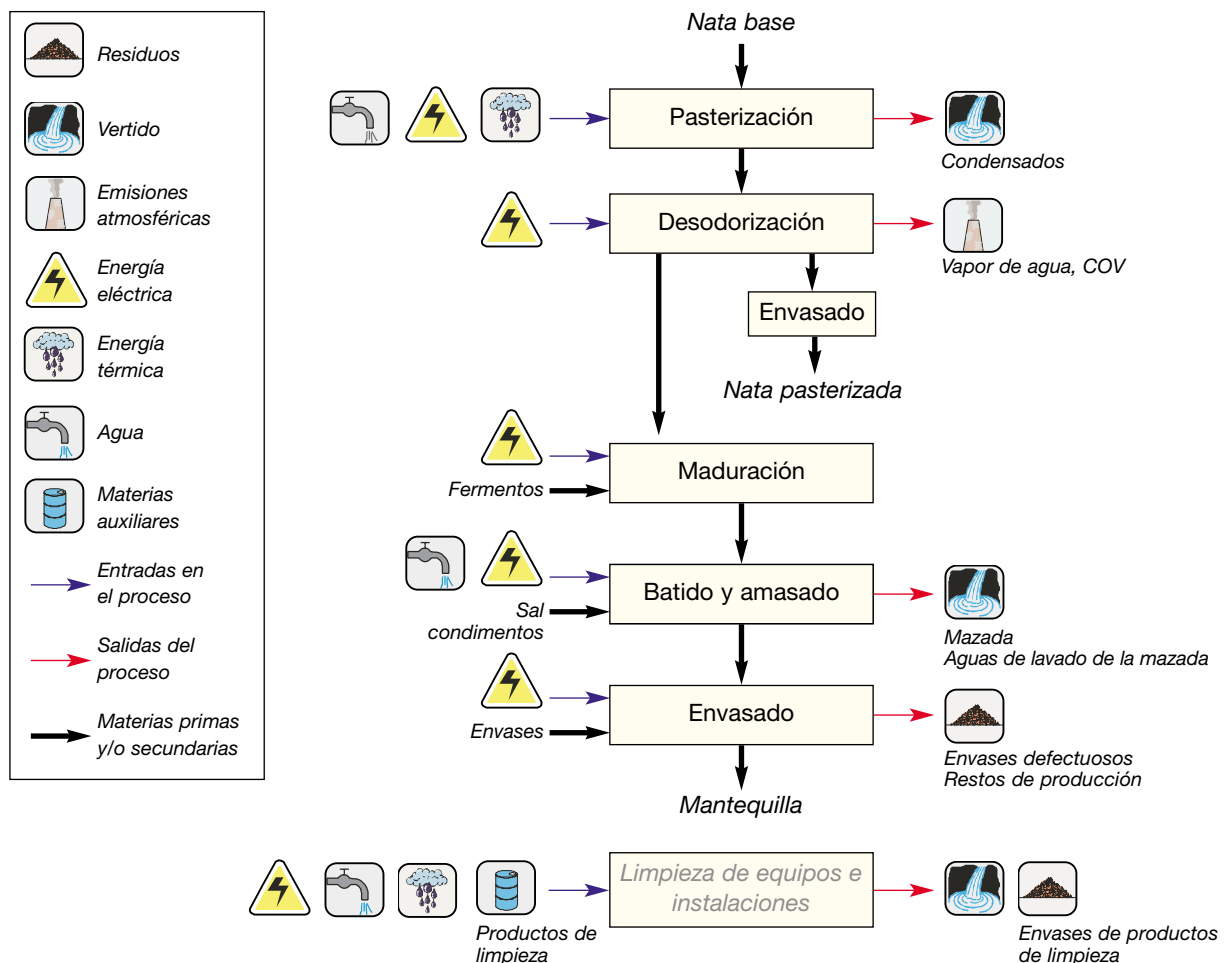 Residuos
Vertido
Emisiones
atmosféricas
Energía
eléctrica
Energía
térmica
Agua
Materias
auxiliares
Entradas en
el proceso
Salidas del
proceso
Materias primas
y/o secundarias
Nata base
Pasterización
Condensados
Desodorización
Vapor de agua, COV
Envasado
Nata pasterizada
Maduración
Fermentos
Batido y amasado
Sal
condimentos
Mazada
Aguas de lavado de la mazada
Envasado
Envases
Envases defectuosos
Restos de producción
Mantequilla
Limpieza de equipos e
instalaciones
Productos de
limpieza
Envases de productos
de limpieza